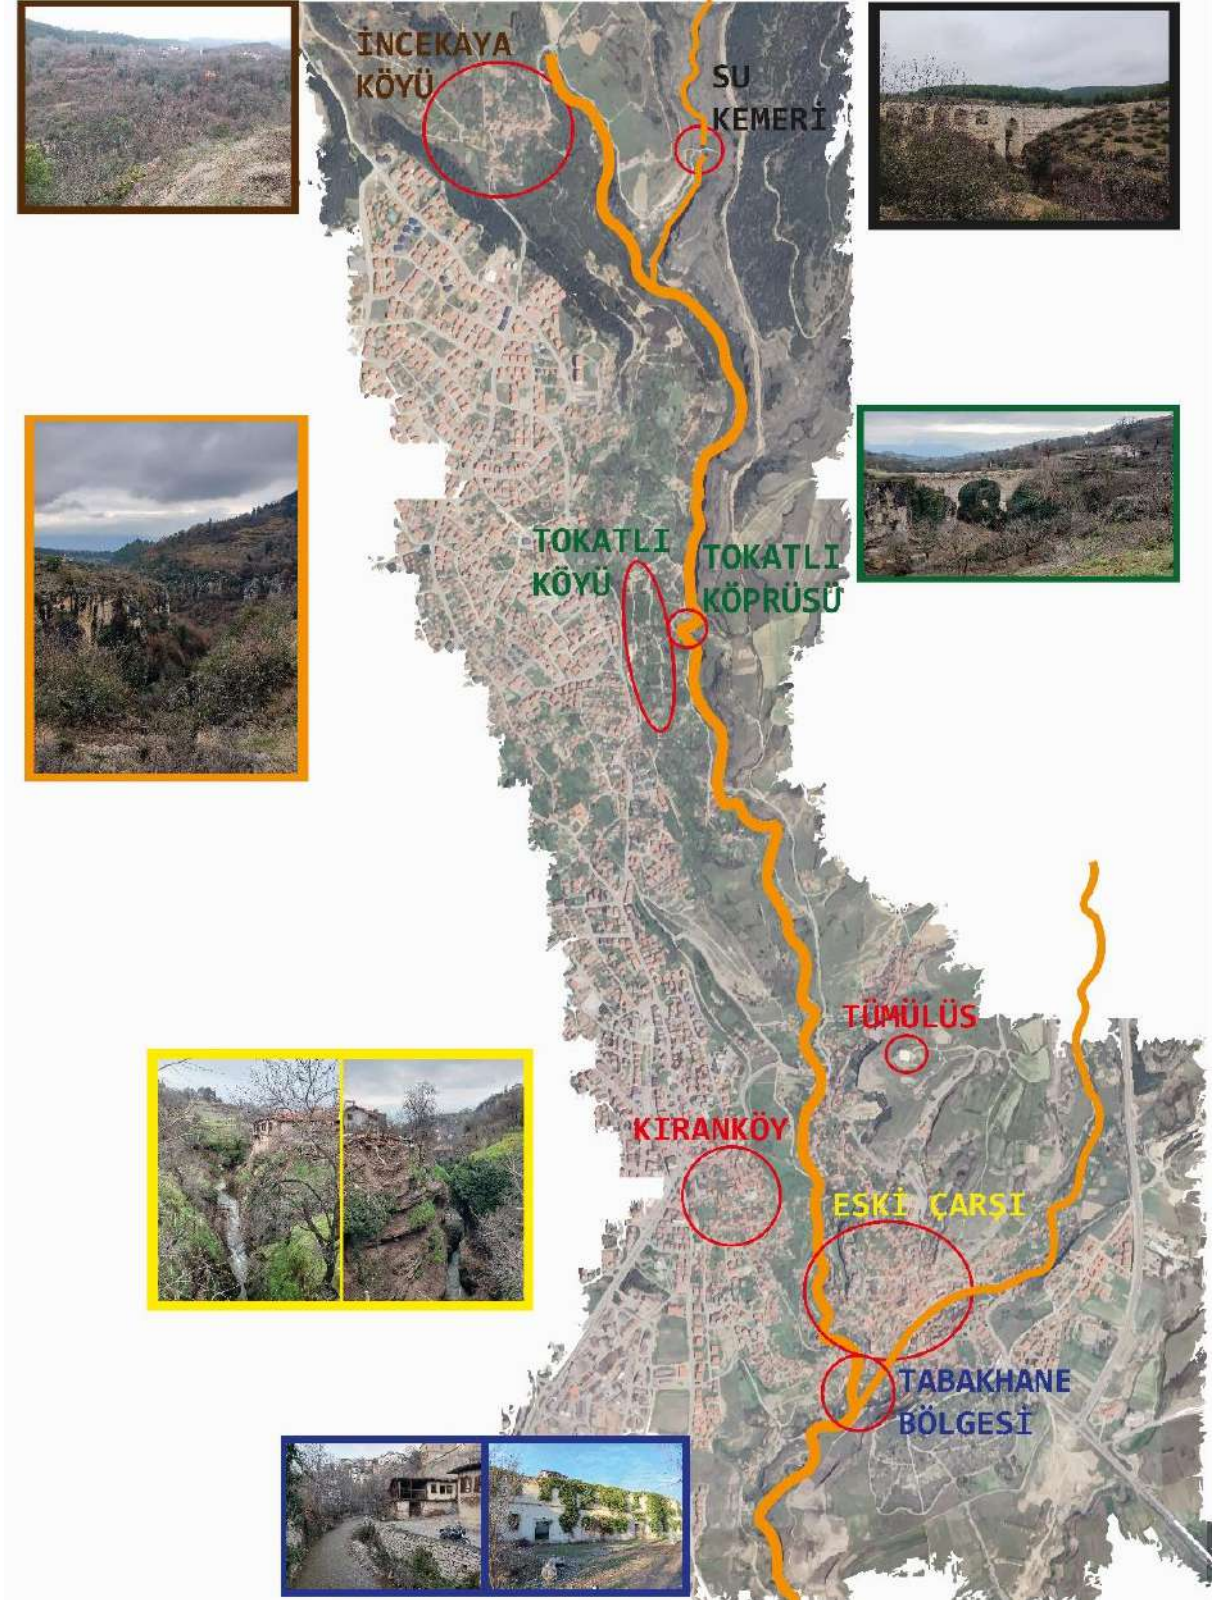 İNCEKAYA
KÖYÜ
SU
KEMERİ
TOKATLI
KÖYÜ
TOKATLI
KÖPRÜSÜ
TÜMÜLÜS
KIRANKÖY
ESKİ ÇARŞI
TABAKHANE
BÖLGESİ